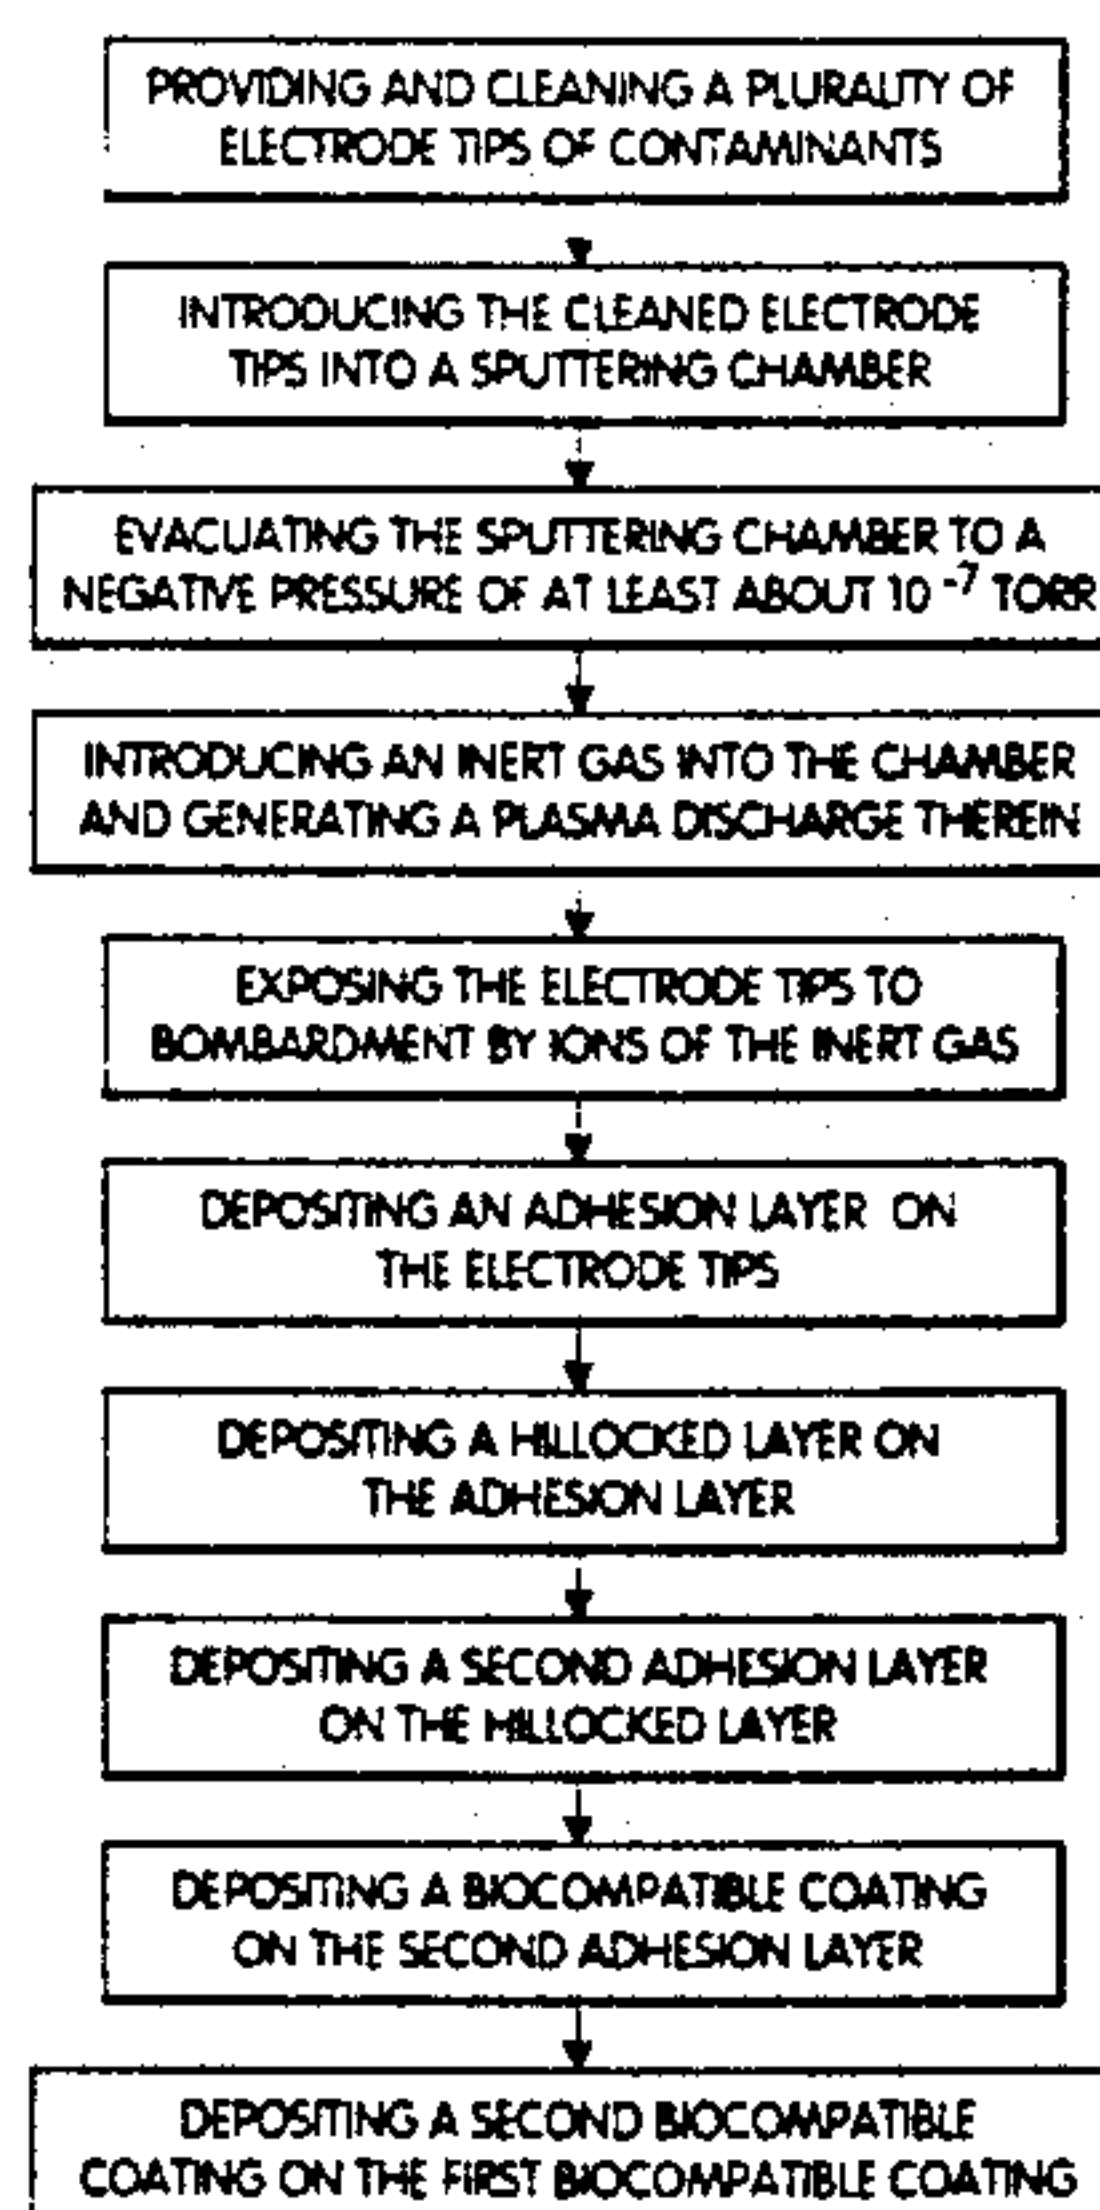 PROVIDING AND CLEANING A PLURALITY OF
ELECTRODE TIPS OF CONTAMINANTS
INTRODUCING THE CLEANED ELECTRODE
TIPS INTO A SPUTTERING CHAMBER
EVACUATING THE SPUTTERING CHAMBER TO A
NEGATIVE PRESSURE OF AT LEAST ABOUT 10⁻⁷ TORR
INTRODUCING AN INERT GAS INTO THE CHAMBER
AND GENERATING A PLASMA DISCHARGE THEREIN
EXPOSING THE ELECTRODE TIPS TO
BOMBARDMENT BY IONS OF THE INERT GAS
DEPOSITING AN ADHESION LAYER ON
THE ELECTRODE TIPS
DEPOSITING A HILLOCKED LAYER ON
THE ADHESION LAYER
DEPOSITING A SECOND ADHESION LAYER
ON THE HILLOCKED LAYER
DEPOSITING A BIOCOMPATIBLE COATING
ON THE SECOND ADHESION LAYER
DEPOSITING A SECOND BIOCOMPATIBLE
COATING ON THE FIRST BIOCOMPATIBLE COATING